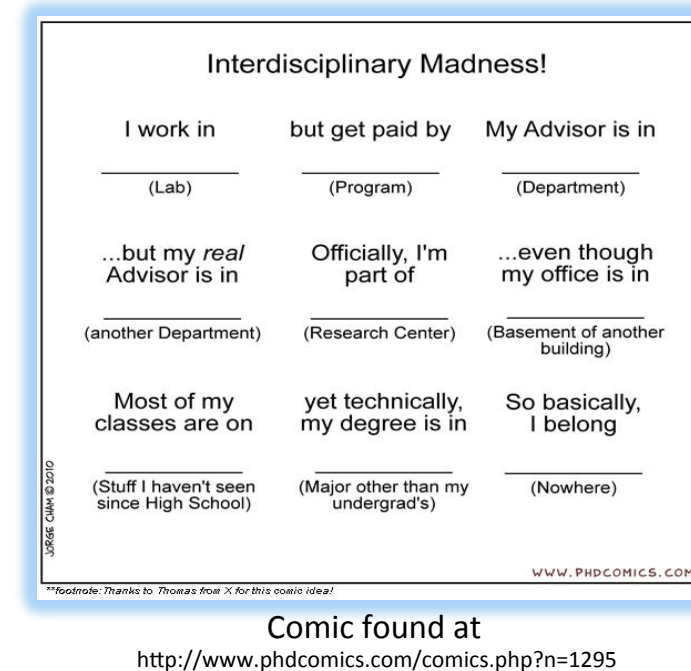 Interdisciplinary Madness!
I work in
(Lab)
but get paid by
(Program)
My Advisor is in
(Department)
...but my real
Advisor is in
(another Department)
Officially, I'm
part of
(Research Center)
...even though
my office is in
(Basement of another
building)
Most of my
classes are on
(Stuff I haven't seen
since High School)
yet technically,
my degree is in
(Major other than my
undergrad's)
So basically,
I belong
(Nowhere)
JORGE CHAM © 2010
WWW.PHDCOMICS.COM
**footnote: Thanks to Thomas from X for this comic idea!
Comic found at
http://www.phdcomics.com/comics.php?n=1295